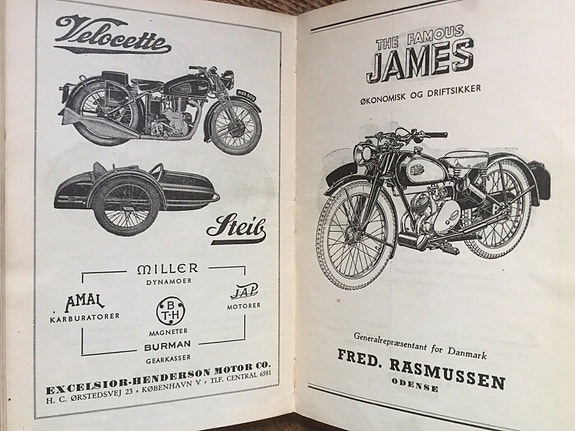 Velocette
Steib
MILLER
DYNAMOER
AMAL
KARBURATORER
B
T·H
MAGNETER
J.A.P.
MOTORER
BURMAN
GEARKASSER
EXCELSIOR-HENDERSON MOTOR CO.
H. C. ØRSTEDSVEJ 23 • KØBENHAVN V • TLF. CENTRAL 6581
THE FAMOUS
JAMES
ØKONOMISK OG DRIFTSIKKER
Generalrepræsentant for Danmark
FRED. RASMUSSEN
ODENSE